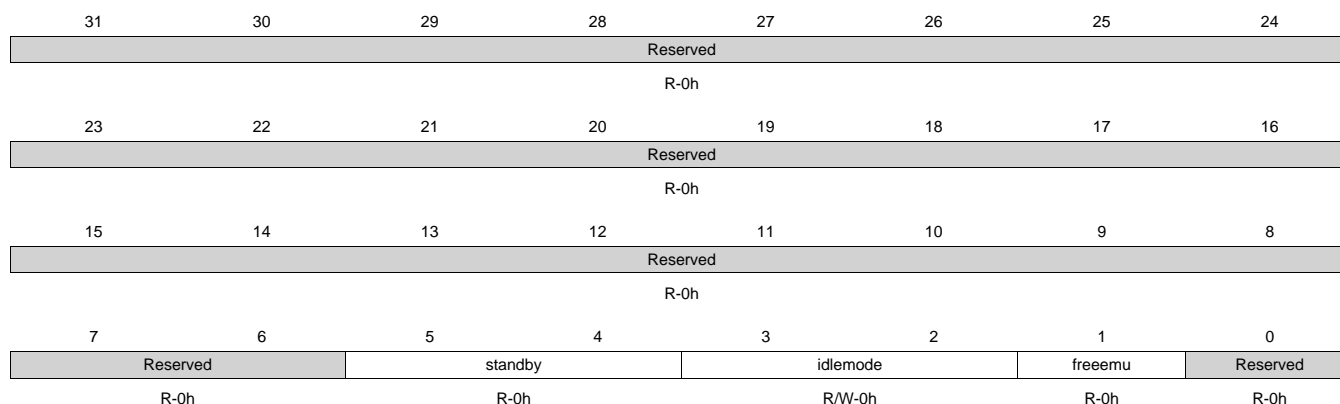 31 30 29 28 27 26 25 24
Reserved
R-0h
23 22 21 20 19 18 17 16
Reserved
R-0h
15 14 13 12 11 10 9 8
Reserved
R-0h
7 6 5 4 3 2 1 0
Reserved standby idlemode freeemu Reserved
R-0h R-0h R/W-0h R-0h R-0h